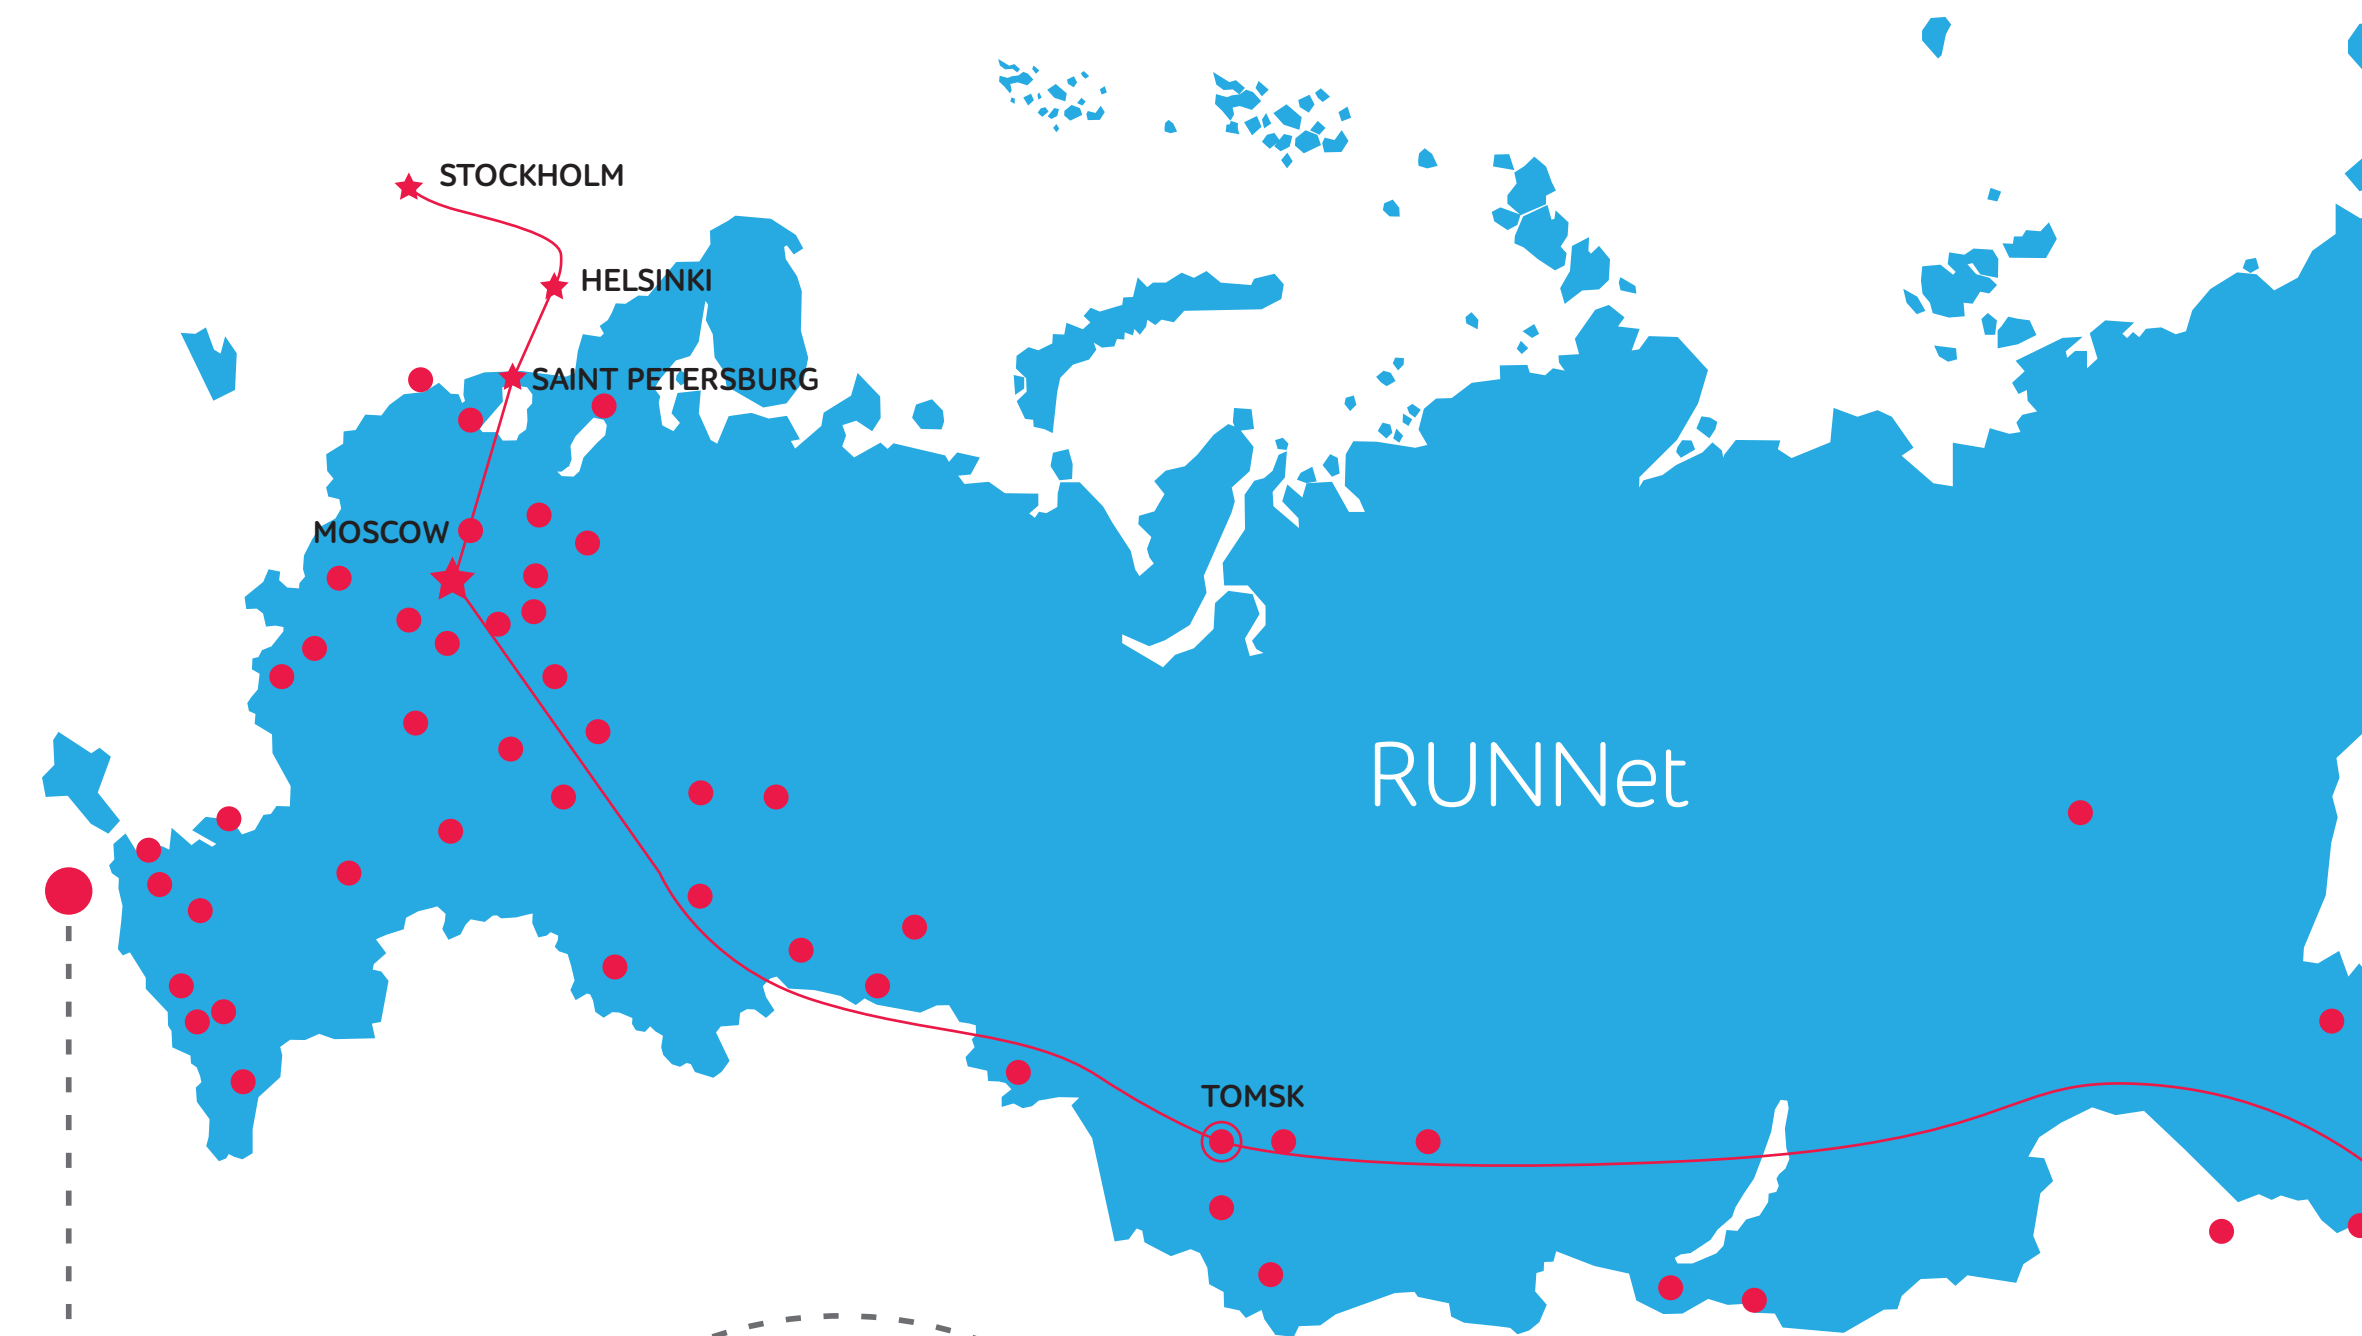 STOCKHOLM
HELSINKI
SAINT PETERSBURG
MOSCOW
RUNNet
TOMSK